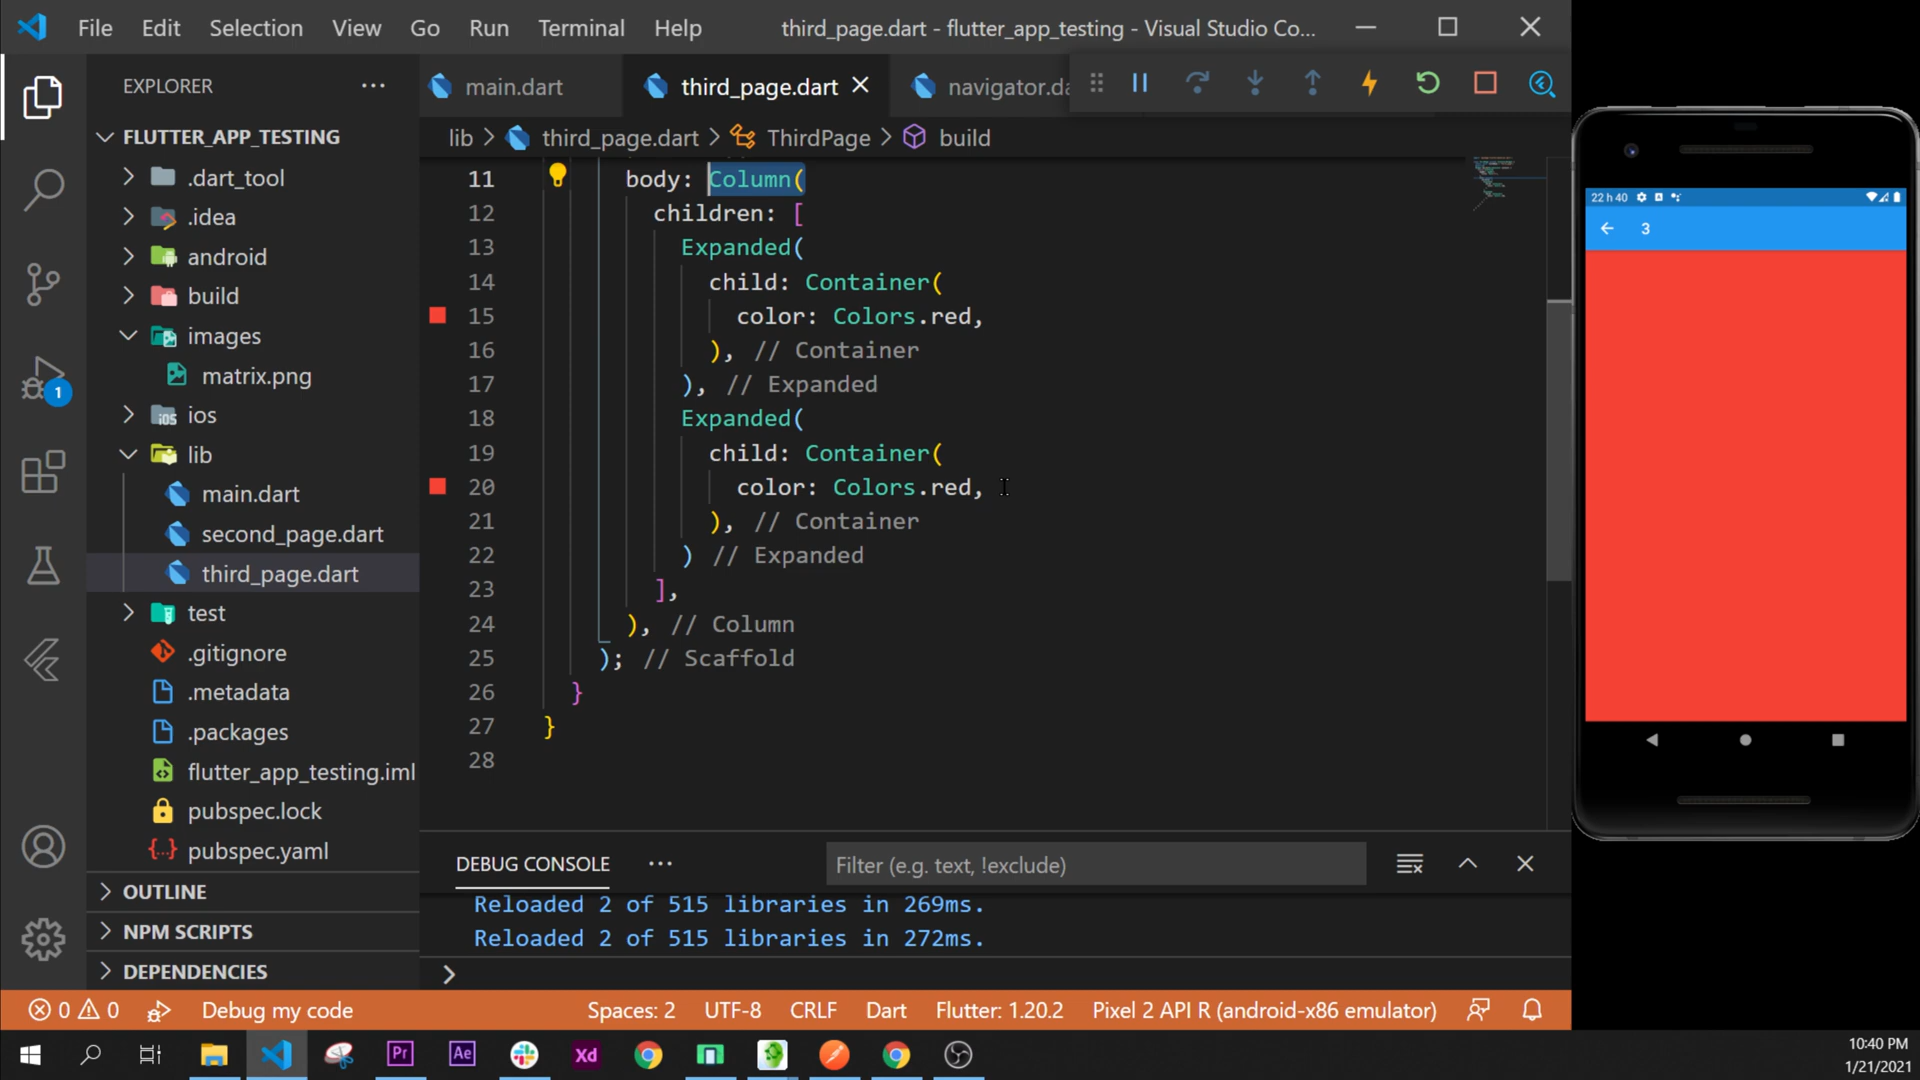 File Edit Selection View Go Run Terminal Help third_page.dart - flutter_app_testing - Visual Studio Co...
EXPLORER
main.dart third_page.dart navigator.da
FLUTTER_APP_TESTING
lib > third_page.dart > ThirdPage > build
.dart_tool
.idea
android
build
images
matrix.png
ios
lib
main.dart
second_page.dart
third_page.dart
test
.gitignore
.metadata
.packages
flutter_app_testing.iml
pubspec.lock
pubspec.yaml
OUTLINE
NPM SCRIPTS
DEPENDENCIES
1
11 body: Column(
12 children: [
13 Expanded(
14 child: Container(
15 color: Colors.red,
16 ), // Container
17 ), // Expanded
18 Expanded(
19 child: Container(
20 color: Colors.red,
21 ), // Container
22 ) // Expanded
23 ],
24 ), // Column
25 ); // Scaffold
26 }
27 }
28
DEBUG CONSOLE Filter (e.g. text, !exclude)
Reloaded 2 of 515 libraries in 269ms.
Reloaded 2 of 515 libraries in 272ms.
>
22 h 40
3
0 0 Debug my code Spaces: 2 UTF-8 CRLF Dart Flutter: 1.20.2 Pixel 2 API R (android-x86 emulator)
Pr Ae Xd
10:40 PM
1/21/2021